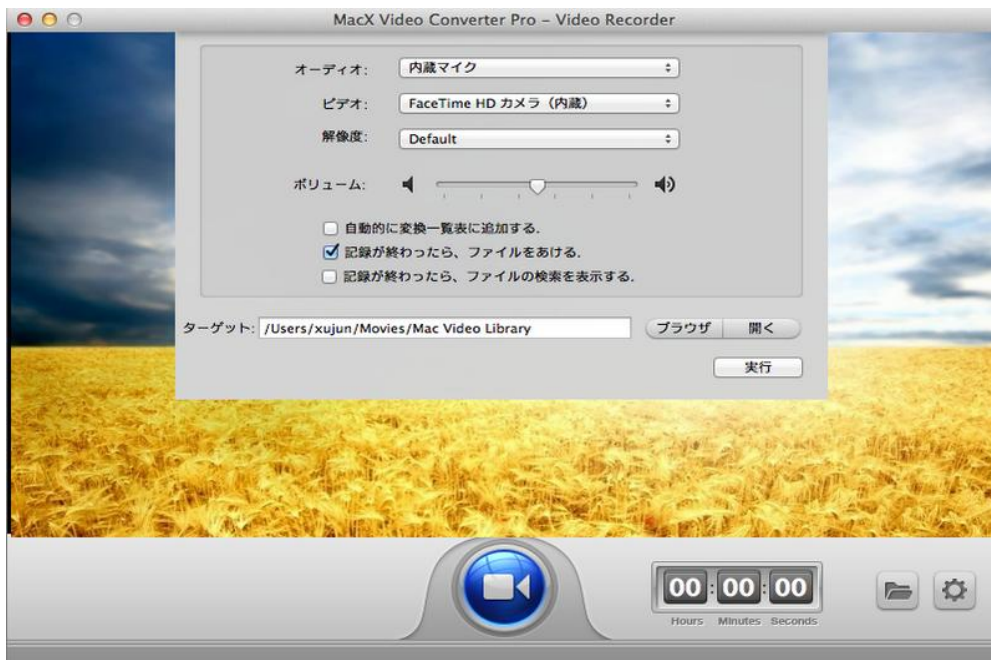 MacX Video Converter Pro – Video Recorder
オーディオ: 内蔵マイク
ビデオ: FaceTime HD カメラ（内蔵）
解像度: Default
ボリューム:
自動的に変換一覧表に追加する.
記録が終わったら、ファイルをあける.
記録が終わったら、ファイルの検索を表示する.
ターゲット: /Users/xujun/Movies/Mac Video Library ブラウザ 開く
実行
00:00:00
Hours Minutes Seconds